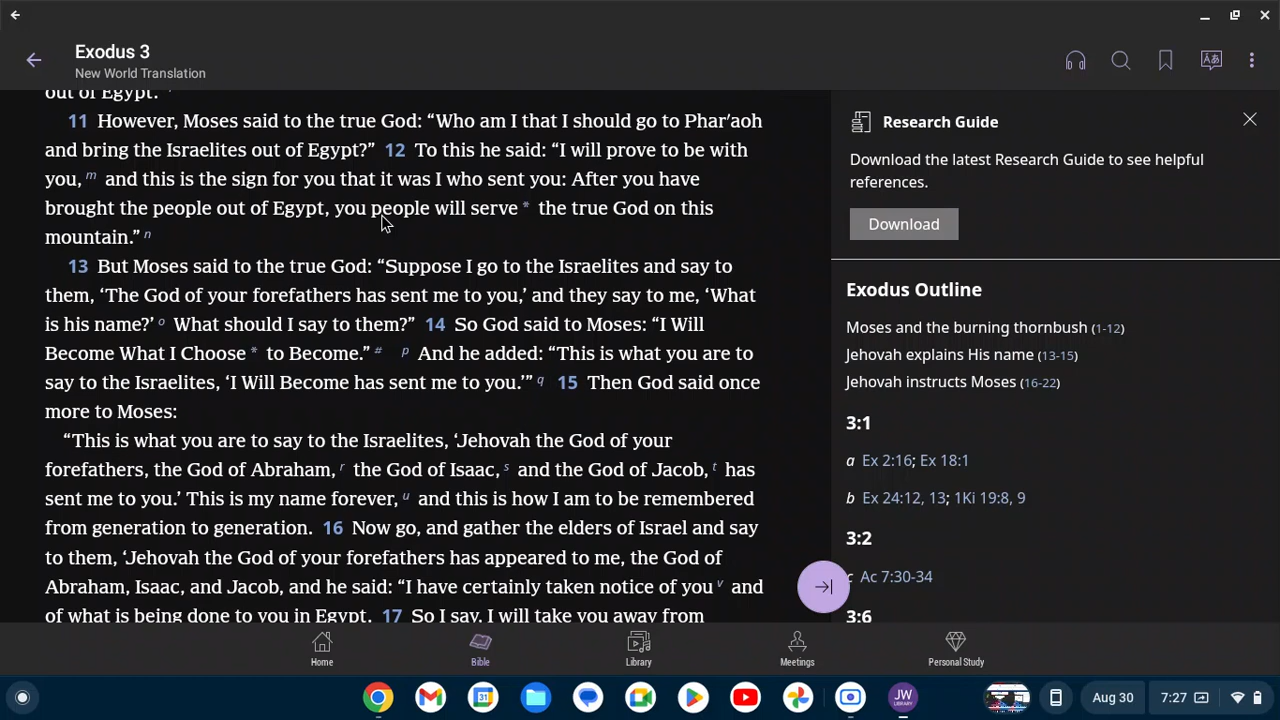 Exodus 3
New World Translation
out of Egypt.
11 However, Moses said to the true God: “Who am I that I should go to Phar′aoh
and bring the Israelites out of Egypt?” 12 To this he said: “I will prove to be with
you, m and this is the sign for you that it was I who sent you: After you have
brought the people out of Egypt, you people will serve * the true God on this
mountain.” n
13 But Moses said to the true God: “Suppose I go to the Israelites and say to
them, ‘The God of your forefathers has sent me to you,’ and they say to me, ‘What
is his name?’ o What should I say to them?” 14 So God said to Moses: “I Will
Become What I Choose * to Become.” # p And he added: “This is what you are to
say to the Israelites, ‘I Will Become has sent me to you.’” q 15 Then God said once
more to Moses:
“This is what you are to say to the Israelites, ‘Jehovah the God of your
forefathers, the God of Abraham, r the God of Isaac, s and the God of Jacob, t has
sent me to you.’ This is my name forever, u and this is how I am to be remembered
from generation to generation. 16 Now go, and gather the elders of Israel and say
to them, ‘Jehovah the God of your forefathers has appeared to me, the God of
Abraham, Isaac, and Jacob, and he said: “I have certainly taken notice of you v and
of what is being done to you in Egypt. 17 So I say, I will take you away from
Research Guide
Download the latest Research Guide to see helpful
references.
Download
Exodus Outline
Moses and the burning thornbush (1-12)
Jehovah explains His name (13-15)
Jehovah instructs Moses (16-22)
3:1
a Ex 2:16; Ex 18:1
b Ex 24:12, 13; 1Ki 19:8, 9
3:2
c Ac 7:30-34
3:6
Home
Bible
Library
Meetings
Personal Study
31
JW
LIBRARY
Aug 30
7:27